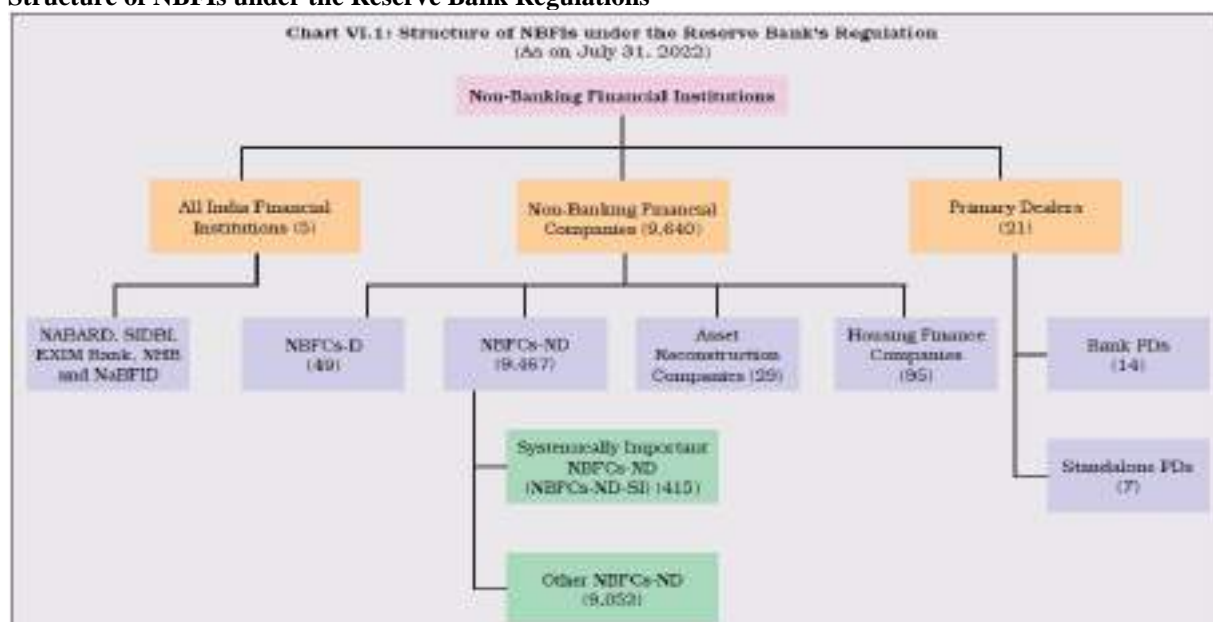 Structure of NBFIs under the Reserve Bank Regulations
Chart VI.1: Structure of NBFIs under the Reserve Bank's Regulation
(As on July 31, 2022)
Non-Banking Financial Institutions
All India Financial
Institutions (5)
Non-Banking Financial
Companies (9,640)
Primary Dealers
(21)
NABARD, SIDBI,
EXIM Bank, NHB
and NaBFID
NBFCs-D
(49)
NBFCs-ND
(9,467)
Asset
Reconstruction
Companies (29)
Housing Finance
Companies
(95)
Bank PDs
(14)
Standalone PDs
(7)
Systemically Important
NBFCs-ND
(NBFCs-ND-SI) (415)
Other NBFCs-ND
(9,052)